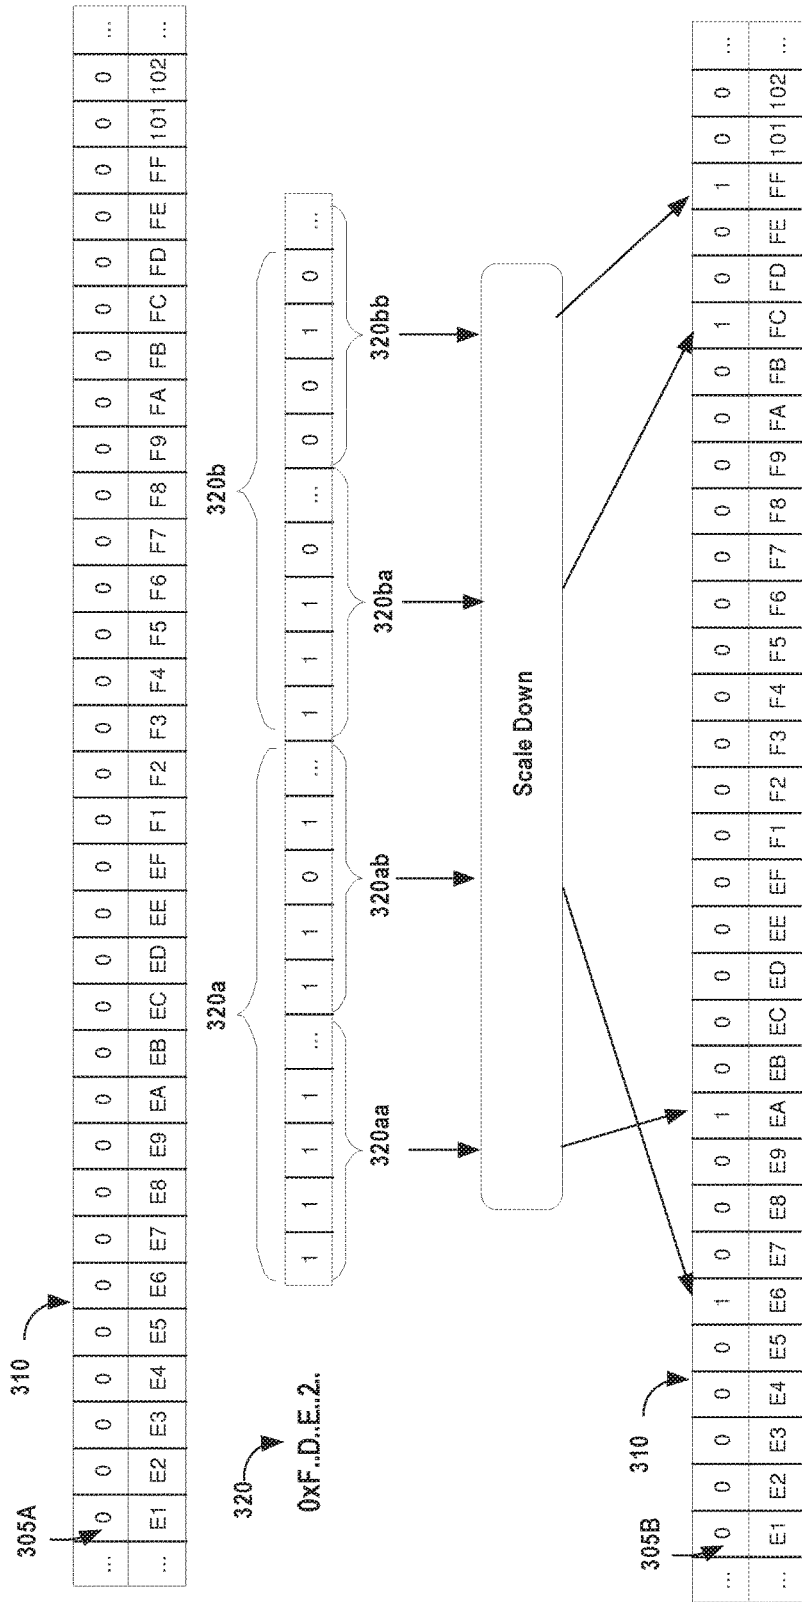 310
305A
... 0 0 0 0 0 0 0 0 0 0 0 0 0 0 0 0 0 0 0 0 0 0 0 0 0 0 0 0 0 0 0 0 ...
... E1 E2 E3 E4 E5 E6 E7 E8 E9 EA EB EC ED EE EF F1 F2 F3 F4 F5 F6 F7 F8 F9 FA FB FC FD FE FF 101 102 ...
320a 320b
320
0xF..D..E..2..
1 1 1 1 ... 1 1 0 1 ... 1 1 1 0 ... 0 0 1 0 ...
320aa 320ab 320ba 320bb
Scale Down
310
305B
... 0 0 0 0 0 1 0 0 0 1 0 0 0 0 0 0 0 0 0 0 0 0 0 0 0 0 1 0 0 1 0 0 ...
... E1 E2 E3 E4 E5 E6 E7 E8 E9 EA EB EC ED EE EF F1 F2 F3 F4 F5 F6 F7 F8 F9 FA FB FC FD FE FF 101 102 ...